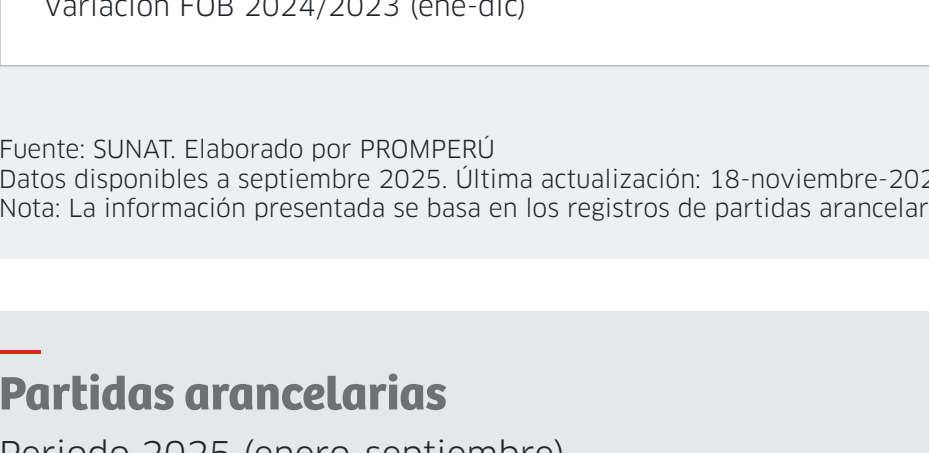 Variación FOB 2024/2023 (ene-dic)
Fuente: SUNAT. Elaborado por PROMPERÚ
Datos disponibles a septiembre 2025. Última actualización: 18-noviembre-202
Nota: La información presentada se basa en los registros de partidas arancelar
Partidas arancelarias
Periodo 2025 (enero-septiembre)